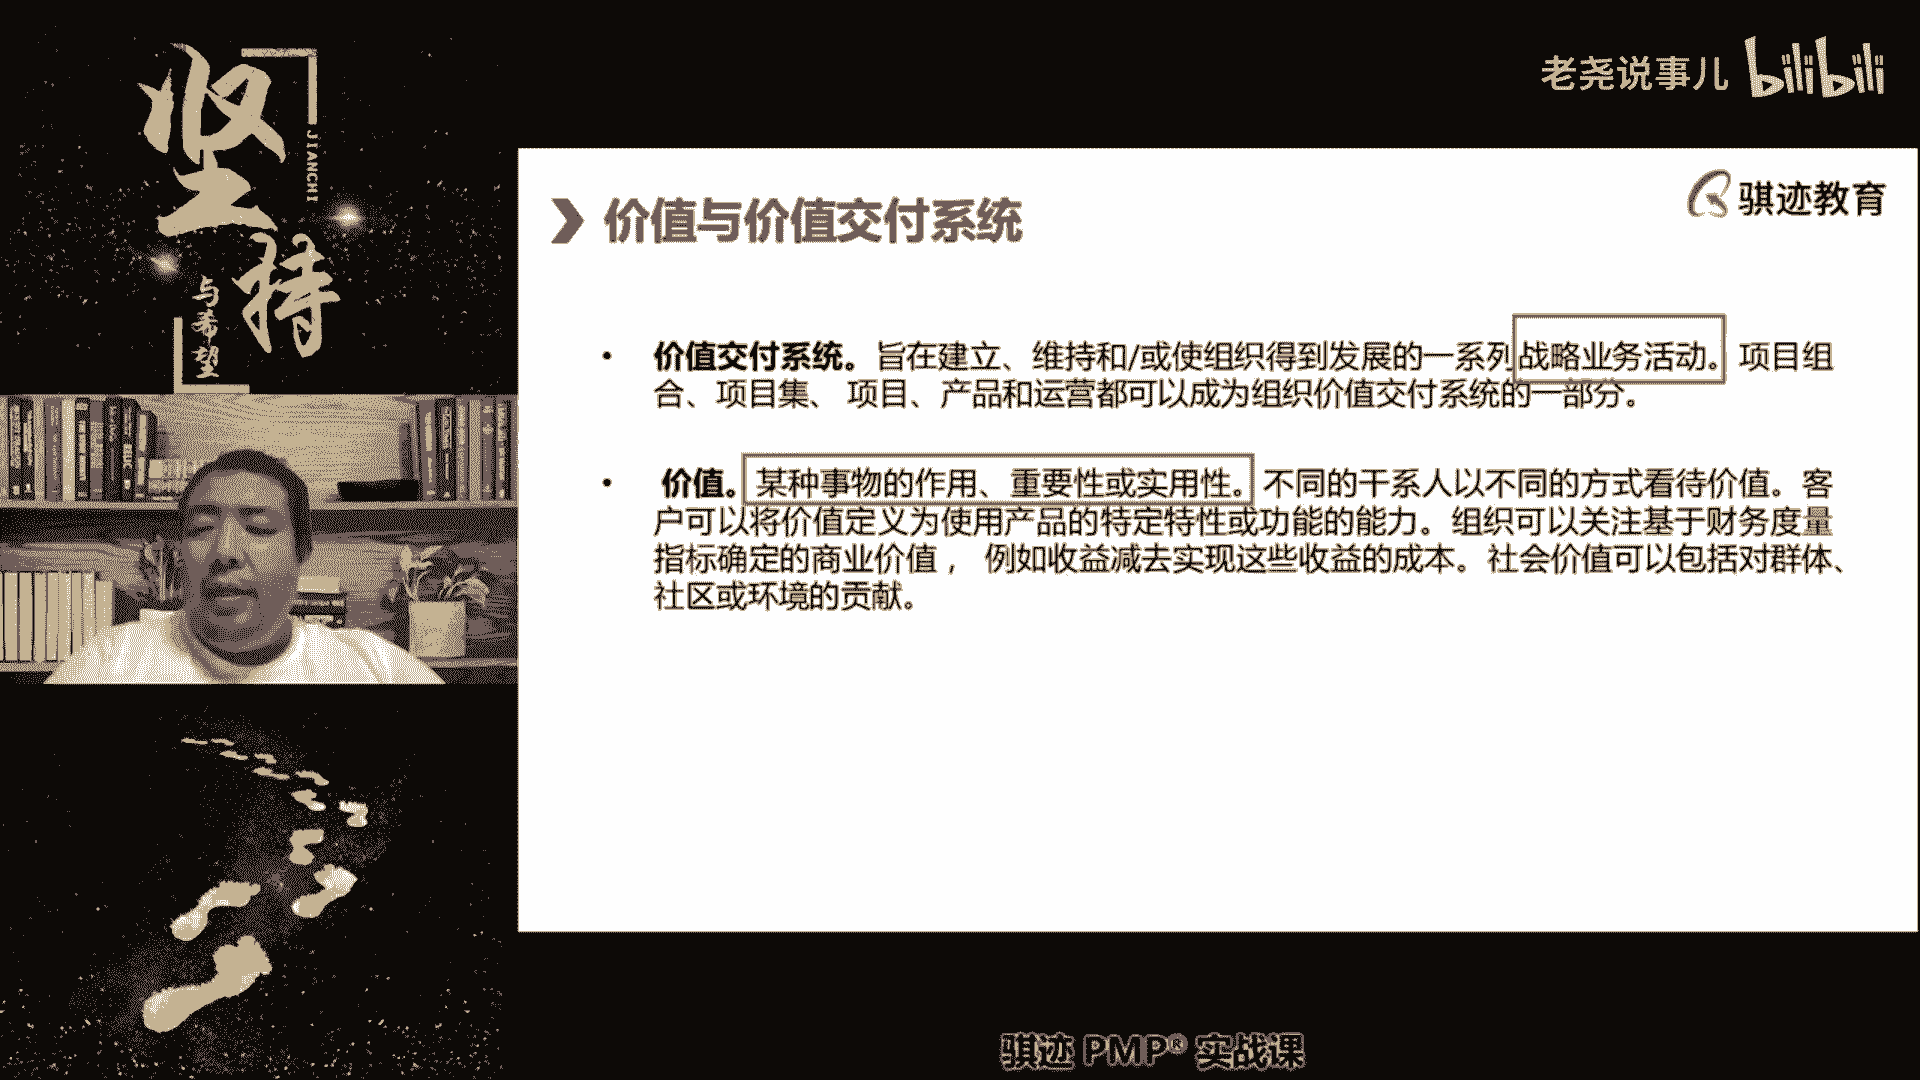 坚持
JIANCHI
与希望
老尧说事儿 bilibili
骐迹教育
价值与价值交付系统
• 价值交付系统。旨在建立、维持和/或使组织得到发展的一系列战略业务活动。项目组
合、项目集、 项目、产品和运营都可以成为组织价值交付系统的一部分。
• 价值。某种事物的作用、重要性或实用性。不同的干系人以不同的方式看待价值。客
户可以将价值定义为使用产品的特定特性或功能的能力。组织可以关注基于财务度量
指标确定的商业价值， 例如收益减去实现这些收益的成本。社会价值可以包括对群体、
社区或环境的贡献。
骐迹 PMP® 实战课